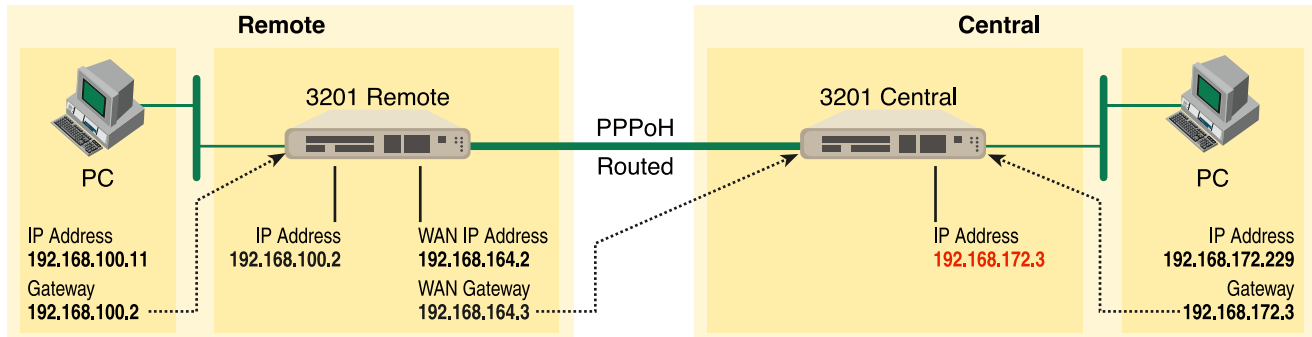 Remote
Central
3201 Remote
3201 Central
PPPoH
Routed
PC
PC
IP Address
192.168.100.11
Gateway
192.168.100.2
IP Address
192.168.100.2
WAN IP Address
192.168.164.2
WAN Gateway
192.168.164.3
IP Address
192.168.172.3
IP Address
192.168.172.229
Gateway
192.168.172.3